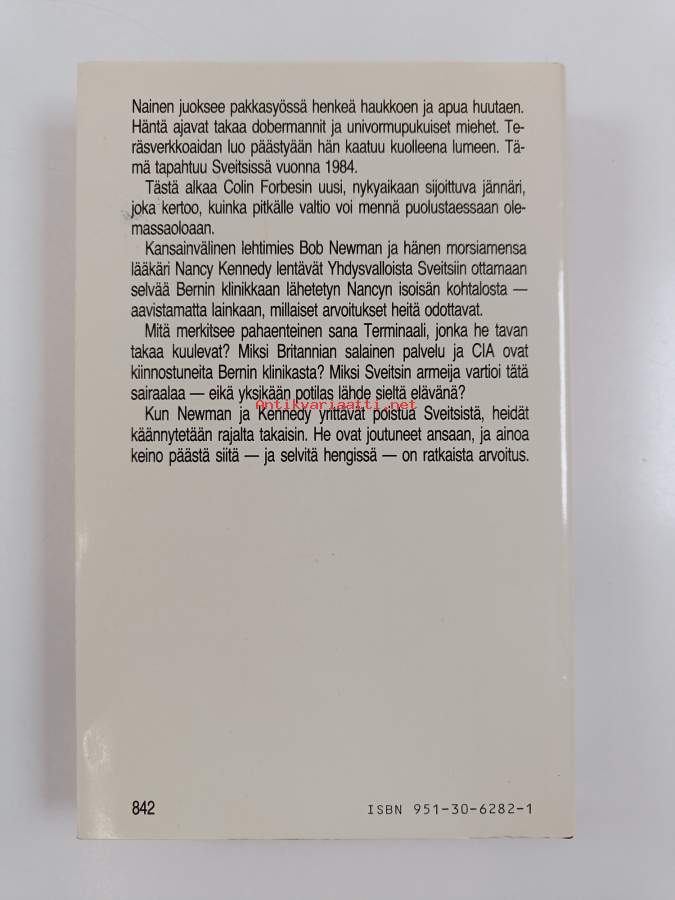 Nainen juoksee pakkasyössä henkeä haukkoen ja apua huutaen.
Häntä ajavat takaa dobermannit ja univormupukuiset miehet. Te-
räsverkkoaidan luo päästyään hän kaatuu kuolleena lumeen. Tä-
mä tapahtuu Sveitsissä vuonna 1984.
Tästä alkaa Colin Forbesin uusi, nykyaikaan sijoittuva jännäri,
joka kertoo, kuinka pitkälle valtio voi mennä puolustaessaan ole-
massaoloaan.
Kansainvälinen lehtimies Bob Newman ja hänen morsiamensa
lääkäri Nancy Kennedy lentävät Yhdysvalloista Sveitsiin ottamaan
selvää Bernin klinikkaan lähetetyn Nancyn isoisän kohtalosta —
aavistamatta lainkaan, millaiset arvoitukset heitä odottavat.
Mitä merkitsee pahaenteinen sana Terminaali, jonka he tavan
takaa kuulevat? Miksi Britannian salainen palvelu ja CIA ovat
kiinnostuneita Bernin klinikasta? Miksi Sveitsin armeija vartioi tätä
sairaalaa — eikä yksikään potilas lähde sieltä elävänä?
Antikvariaatti.net
Kun Newman ja Kennedy yrittävät poistua Sveitsistä, heidät
käännytetään rajalta takaisin. He ovat joutuneet ansaan, ja ainoa
keino päästä siitä — ja selvitä hengissä — on ratkaista arvoitus.
842
ISBN 951-30-6282-1